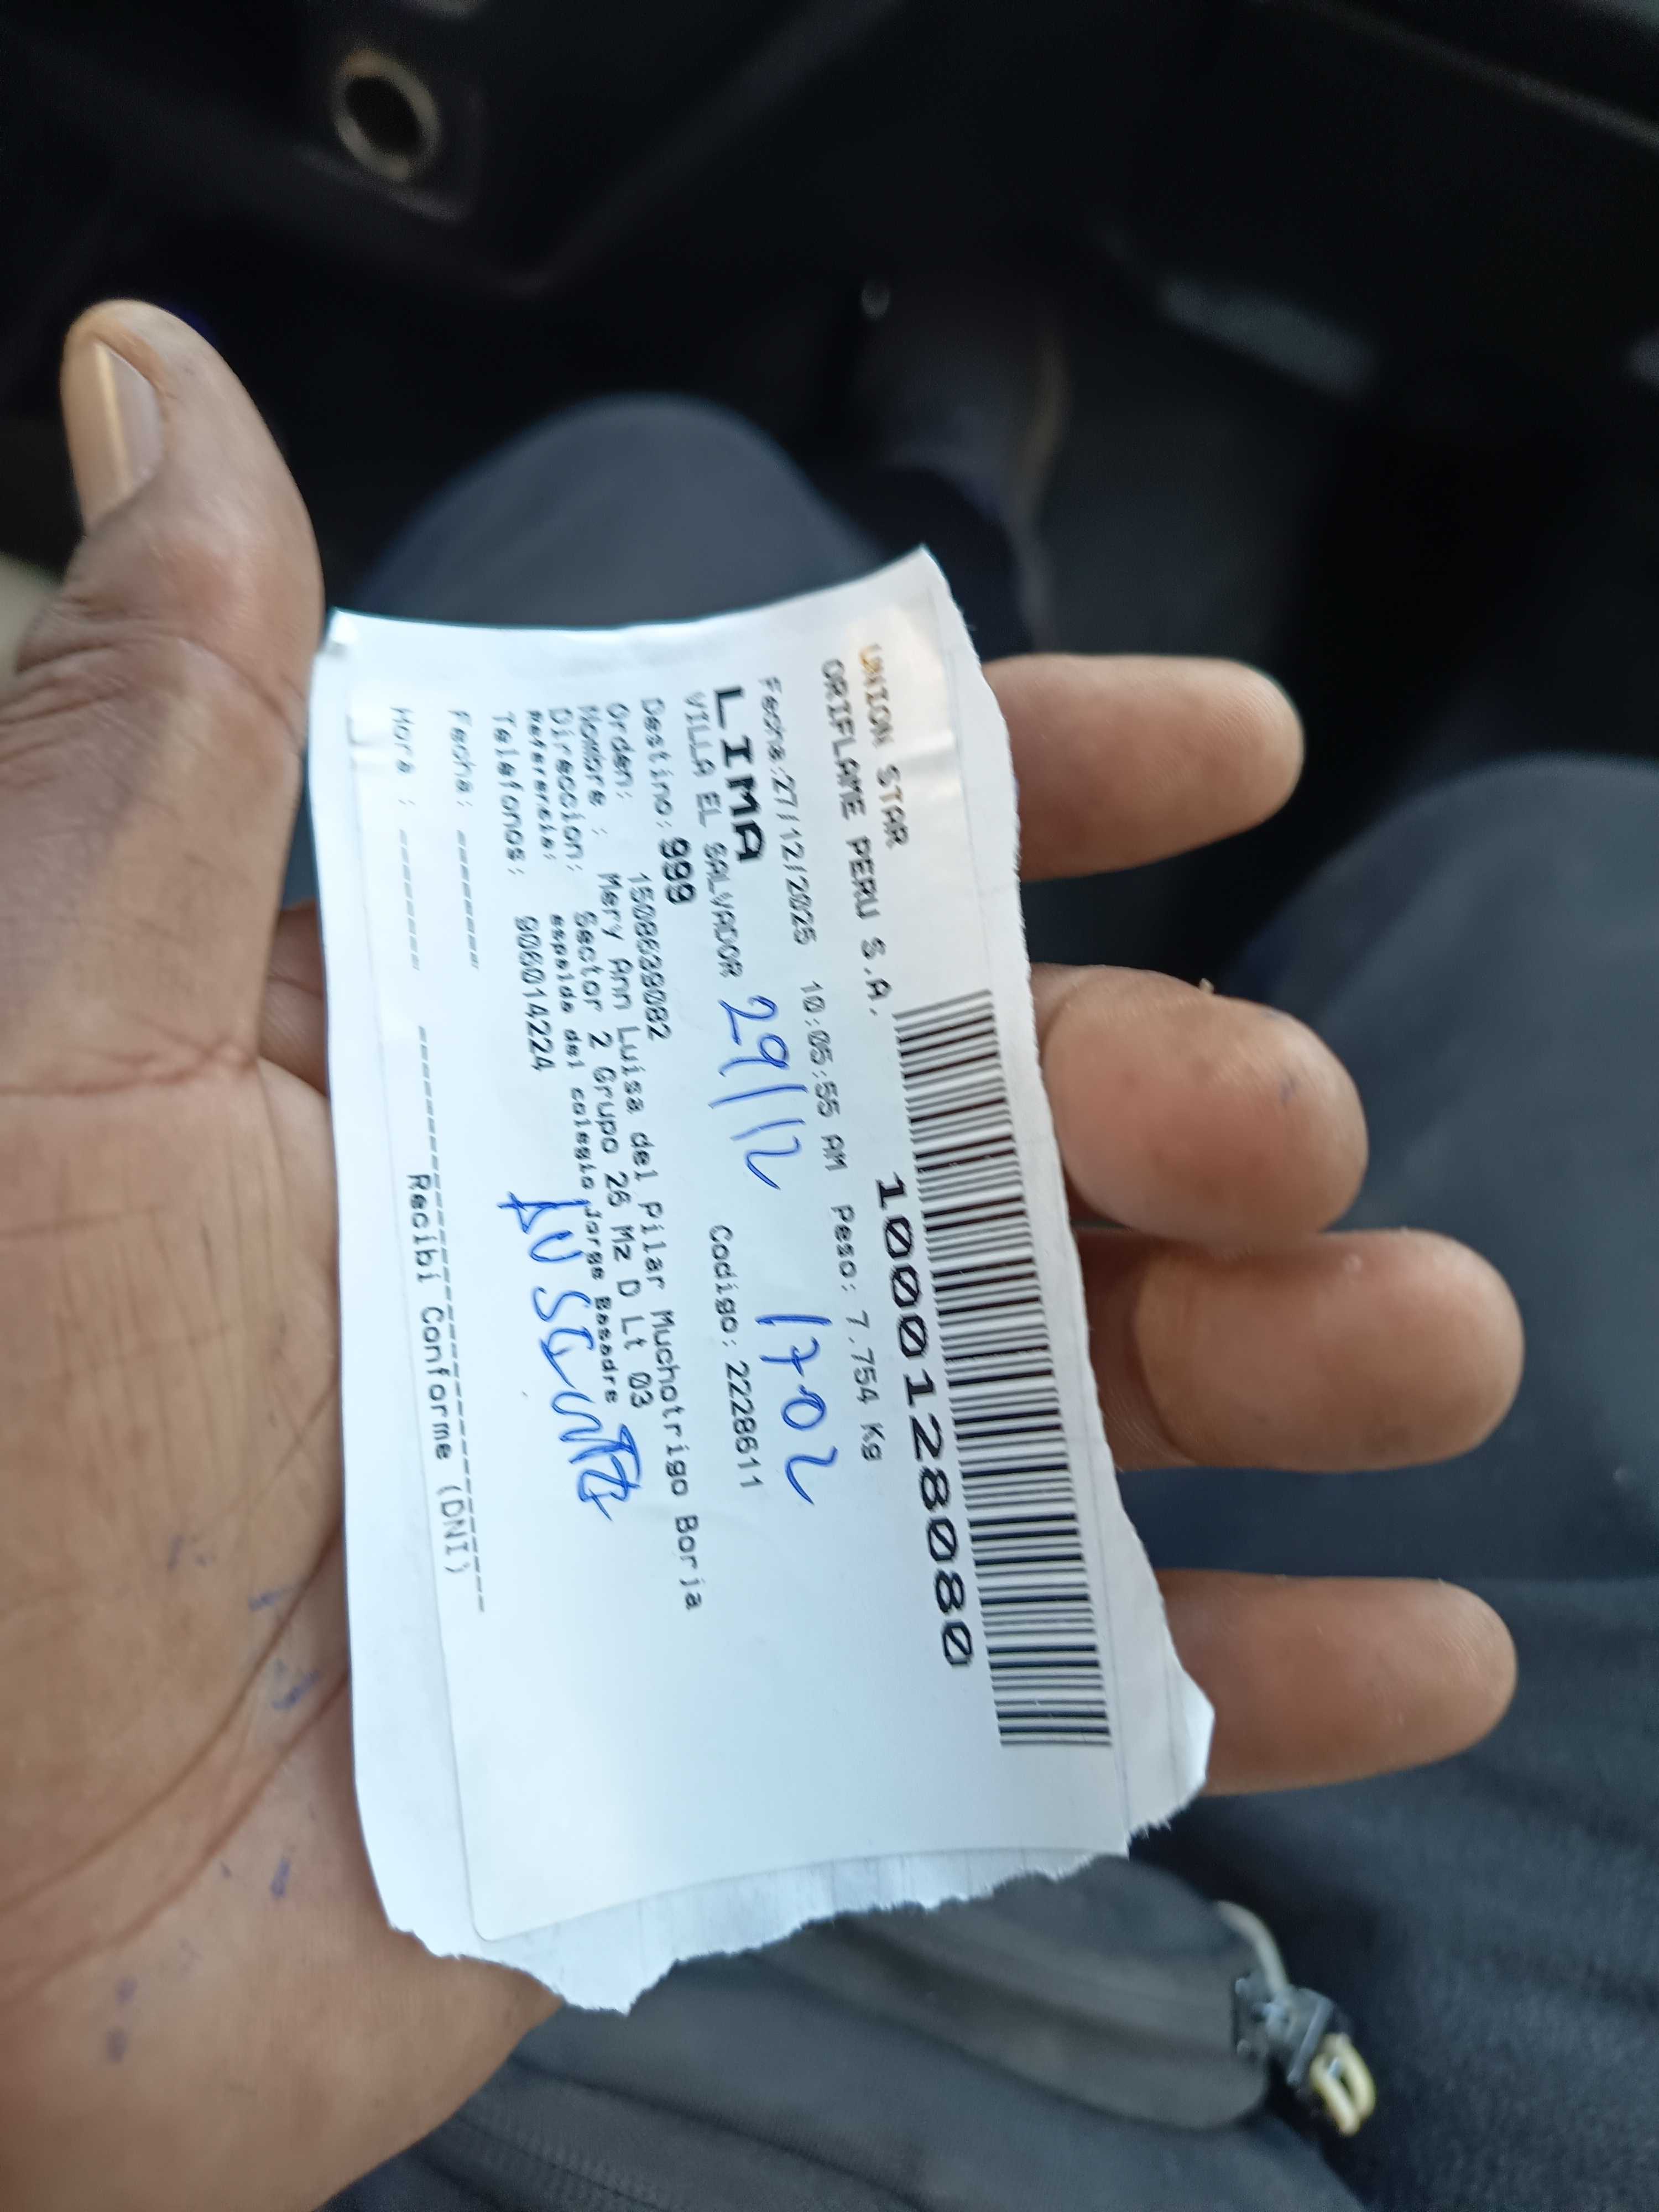 UNION STAR
ORIFLAME PERU S.A.
1000128080
Fecha:27/12/2025 10:05:55 AM Peso: 7.754 Kg
LIMA
1702
VILLA EL SALVADOR 29/12 Codigo: 2228611
Destino: 999
Orden: 1508638082
Nombre : Mery Ann Luisa del Pilar Muchotrigo Borja
Direccion: Sector 2 Grupo 26 Mz D Lt 03
Referencia: espalda del colegio Jorge Basadre
Telefonos: 906014224
AUSENTE
Fecha: ------------
Hora : ------------
Recibi Conforme (DNI)